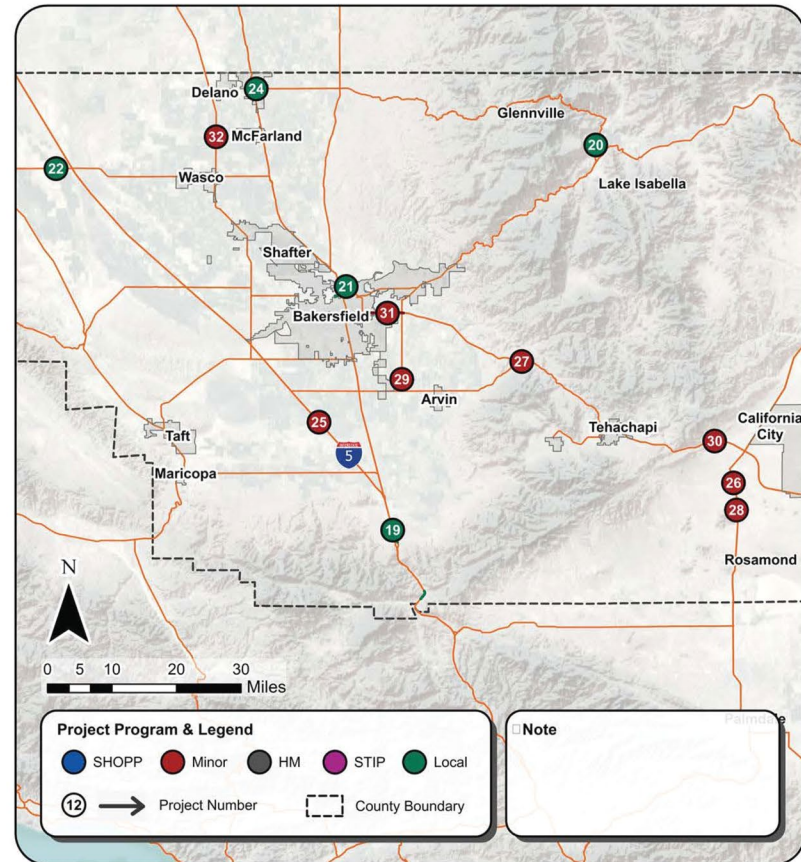 Delano
24
Glennville
32
McFarland
20
22
Wasco
Lake Isabella
Shafter
21
Bakersfield
31
27
29
Arvin
California
City
25
Tehachapi
30
Taft
5
Maricopa
26
28
19
Rosamond
N
0 5 10 20 30
Miles
Palmdale
Project Program & Legend
SHOPP
Minor
HM
STIP
Local
12
Project Number
County Boundary
Note